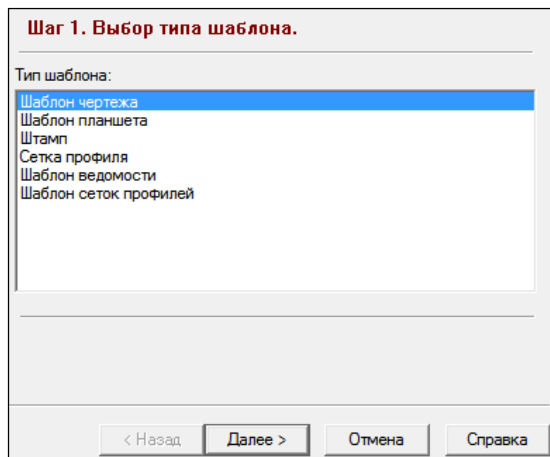 Шаг 1. Выбор типа шаблона.
Тип шаблона:
Шаблон чертежа
Шаблон планшета
Штамп
Сетка профиля
Шаблон ведомости
Шаблон сеток профилей
< Назад Далее > Отмена Справка